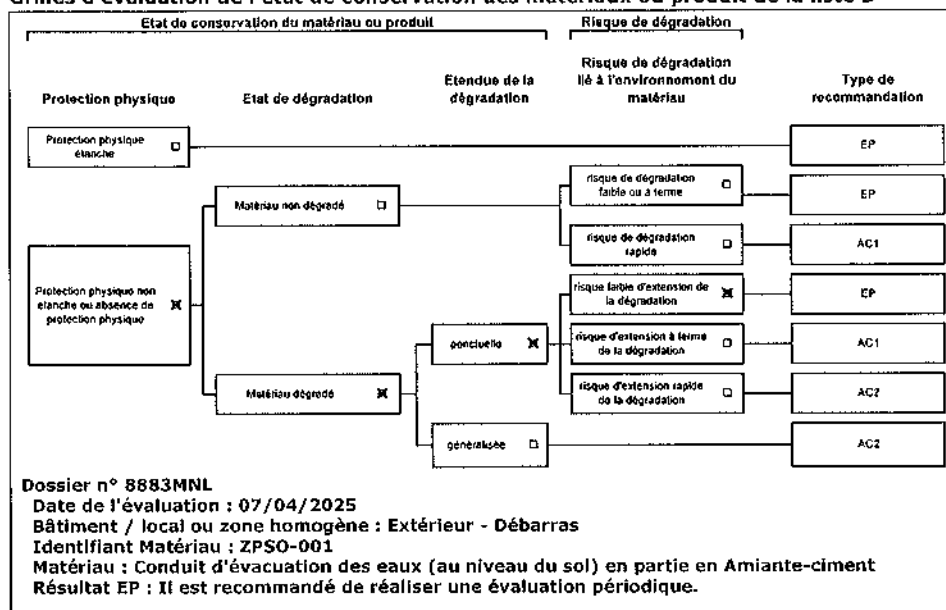 Grilles d'évaluation de l'état de conservation des matériaux ou produit de la liste B
Etat de conservation du matériau ou produit
Risque de dégradation
Protection physique
Etat de dégradation
Etendue de la
dégradation
Risque de dégradation
lié à l'environnement du
matériau
Type de
recommandation
Protection physique
étanche
EP
Matériau non dégradé
risque de dégradation
faible ou à terme
EP
risque de dégradation
rapide
AC1
Protection physique non
étanche ou absence de
protection physique
risque faible d'extension de
la dégradation
EP
ponctuelle
risque d'extension à terme
de la dégradation
AC1
Matériau dégradé
risque d'extension rapide
de la dégradation
AC2
généralisée
AC2
Dossier n° 8883MNL
Date de l'évaluation : 07/04/2025
Bâtiment / local ou zone homogène : Extérieur - Débarras
Identifiant Matériau : ZPSO-001
Matériau : Conduit d'évacuation des eaux (au niveau du sol) en partie en Amiante-ciment
Résultat EP : Il est recommandé de réaliser une évaluation périodique.